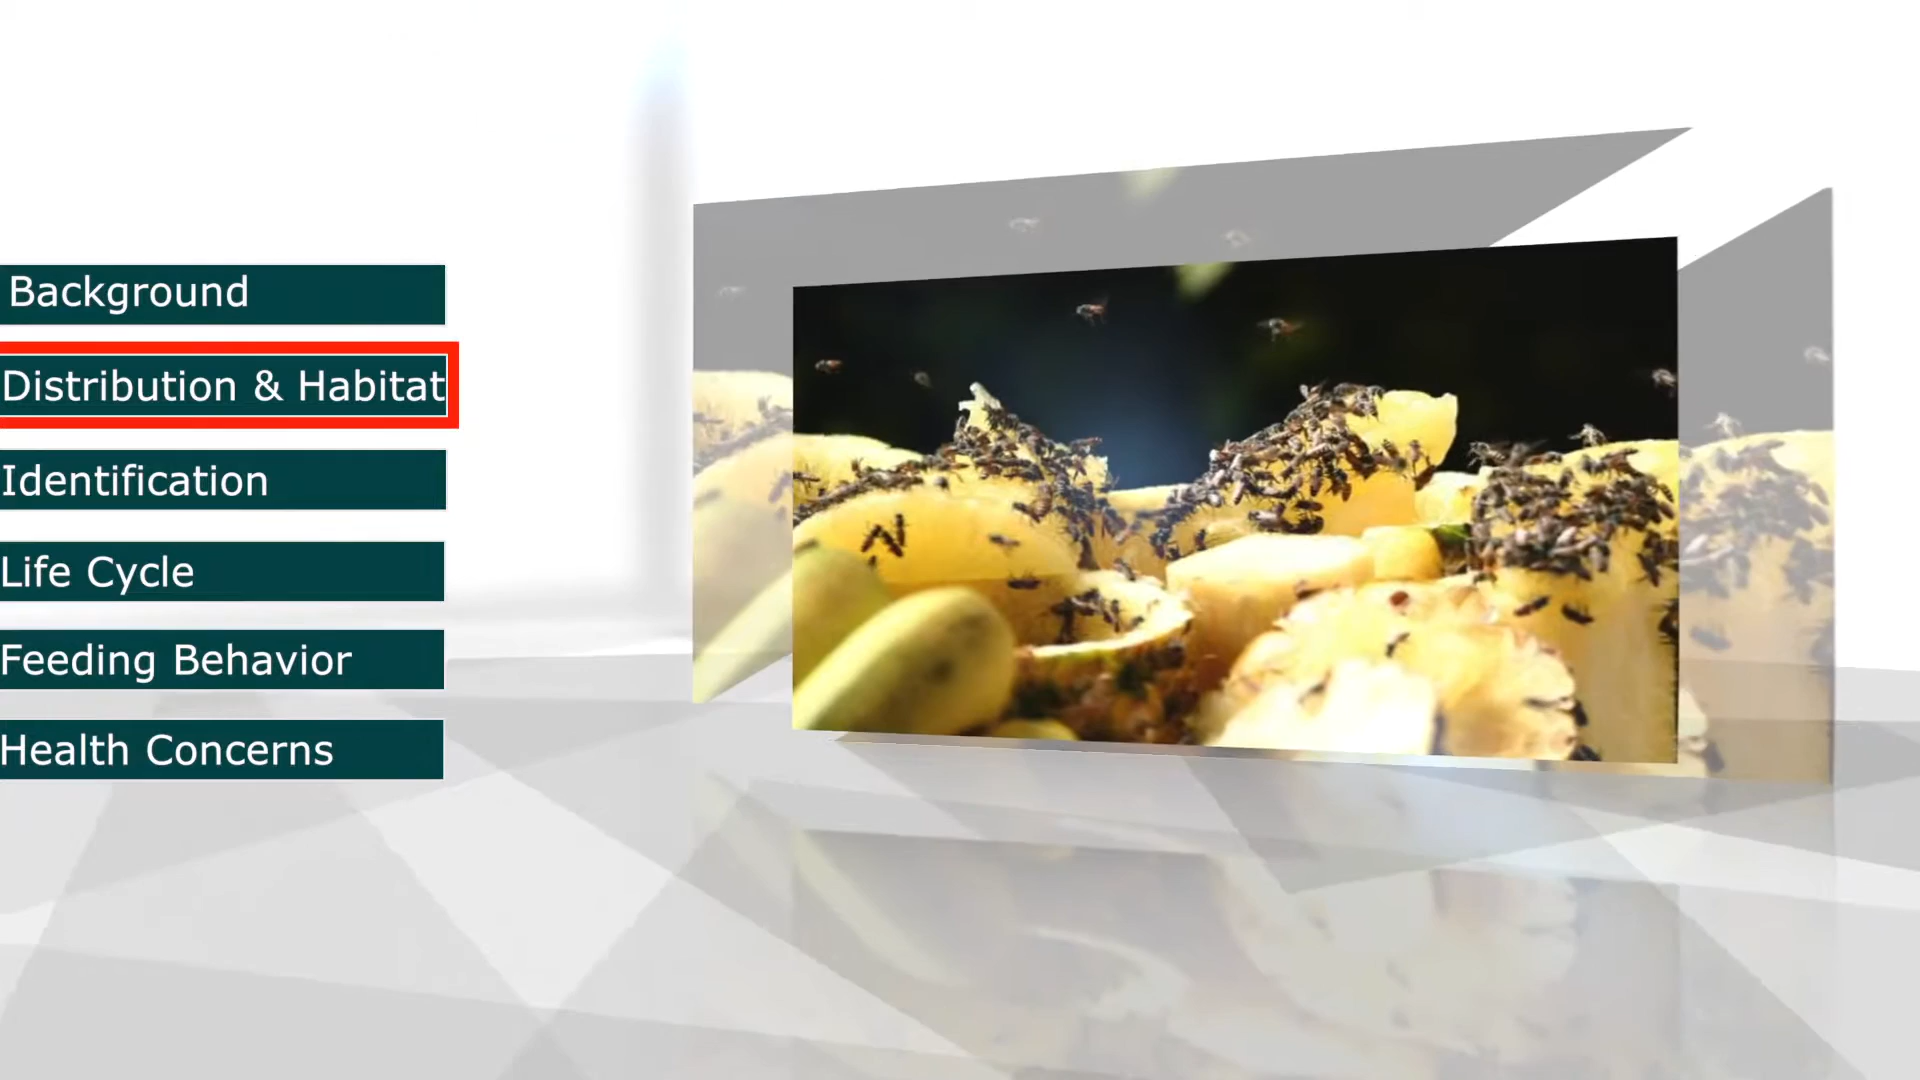 Background
Distribution & Habitat
Identification
Life Cycle
Feeding Behavior
Health Concerns